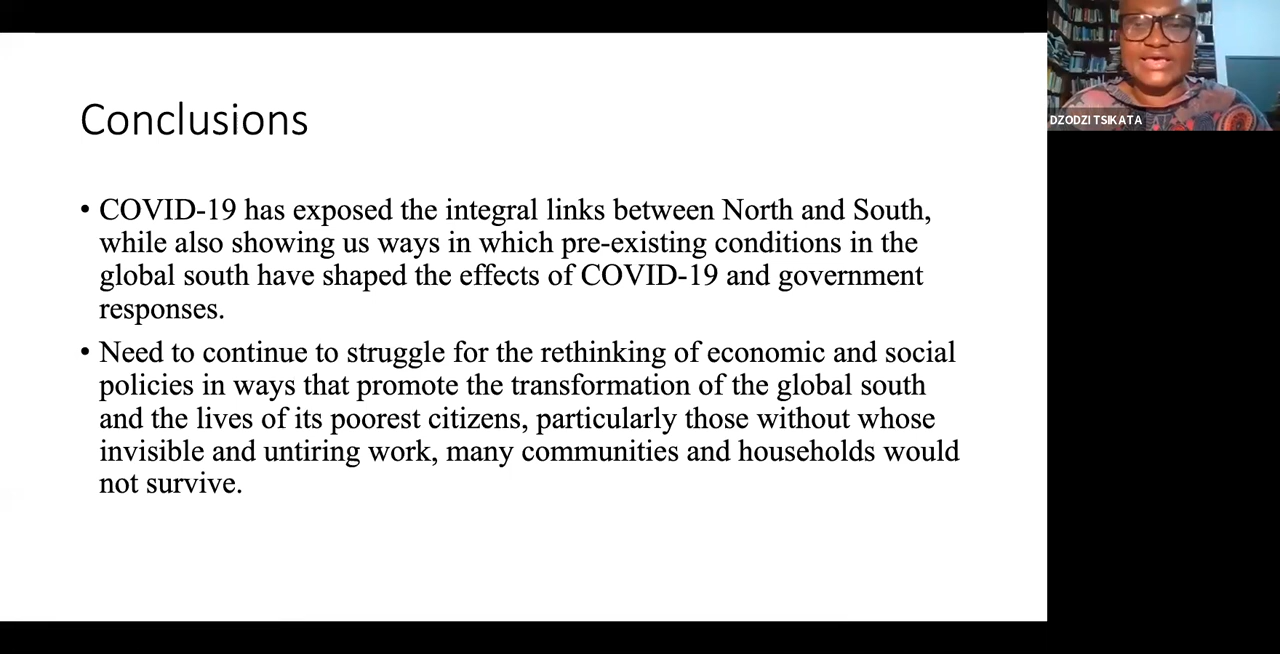 Conclusions
• COVID-19 has exposed the integral links between North and South,
while also showing us ways in which pre-existing conditions in the
global south have shaped the effects of COVID-19 and government
responses.
• Need to continue to struggle for the rethinking of economic and social
policies in ways that promote the transformation of the global south
and the lives of its poorest citizens, particularly those without whose
invisible and untiring work, many communities and households would
not survive.
DZODZI TSIKATA